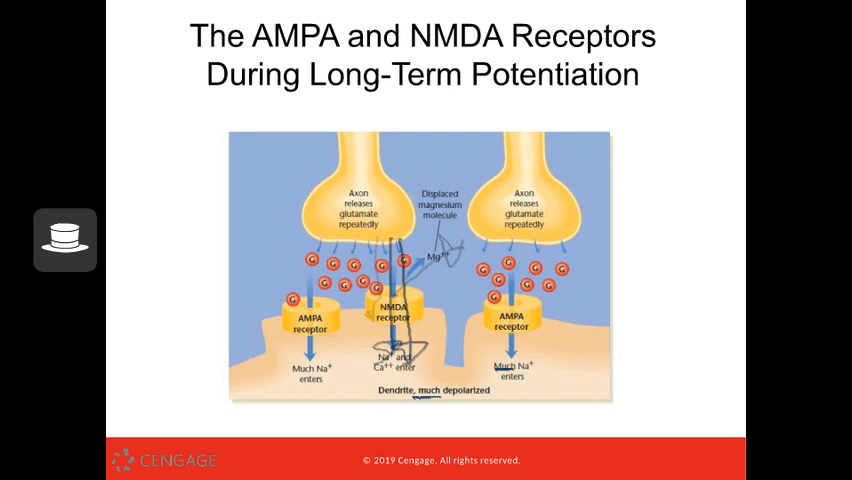 The AMPA and NMDA Receptors
During Long-Term Potentiation
Axon
releases
glutamate
repeatedly
Displaced
magnesium
molecule
Axon
releases
glutamate
repeatedly
Mg++
G G G G G
G G G G G
G
G G G G
G G G
G
AMPA
receptor
NMDA
receptor
AMPA
receptor
Much Na+
enters
Na+ and
Ca++ enter
Much Na+
enters
Dendrite, much depolarized
CENGAGE
© 2019 Cengage. All rights reserved.